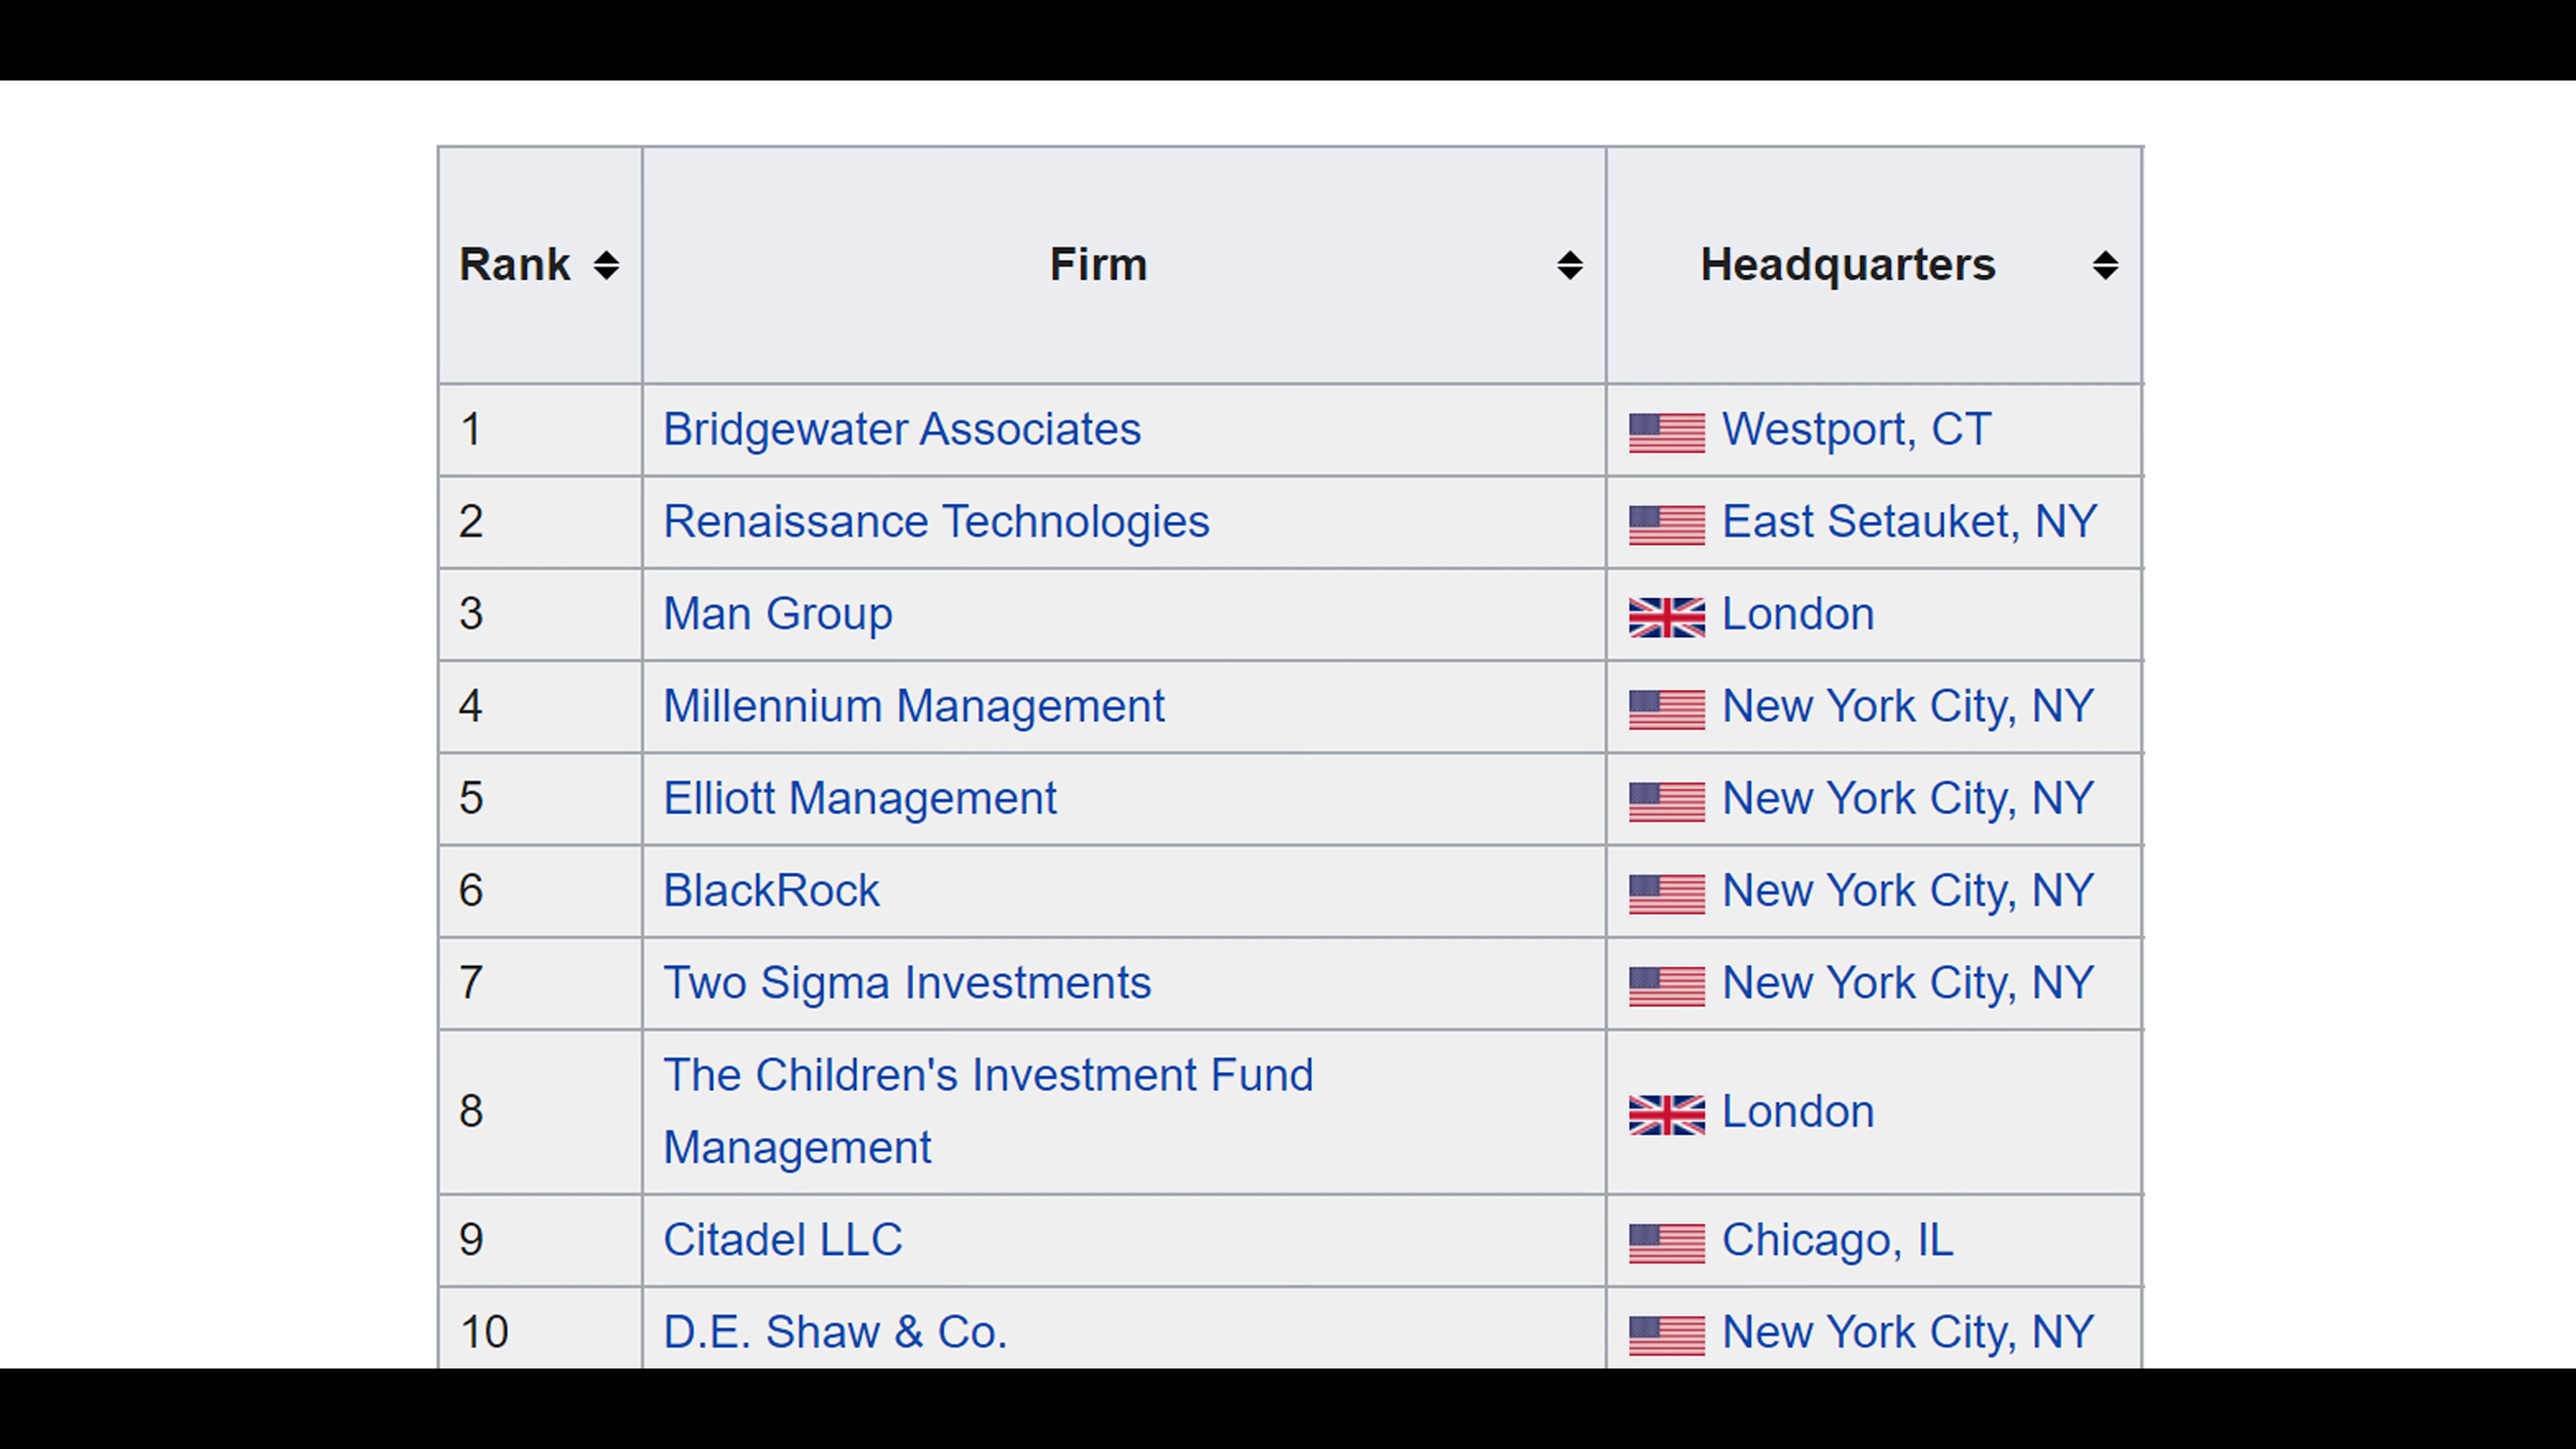 Rank Firm Headquarters
1 Bridgewater Associates Westport, CT
2 Renaissance Technologies East Setauket, NY
3 Man Group London
4 Millennium Management New York City, NY
5 Elliott Management New York City, NY
6 BlackRock New York City, NY
7 Two Sigma Investments New York City, NY
8 The Children's Investment Fund
Management London
9 Citadel LLC Chicago, IL
10 D.E. Shaw & Co. New York City, NY